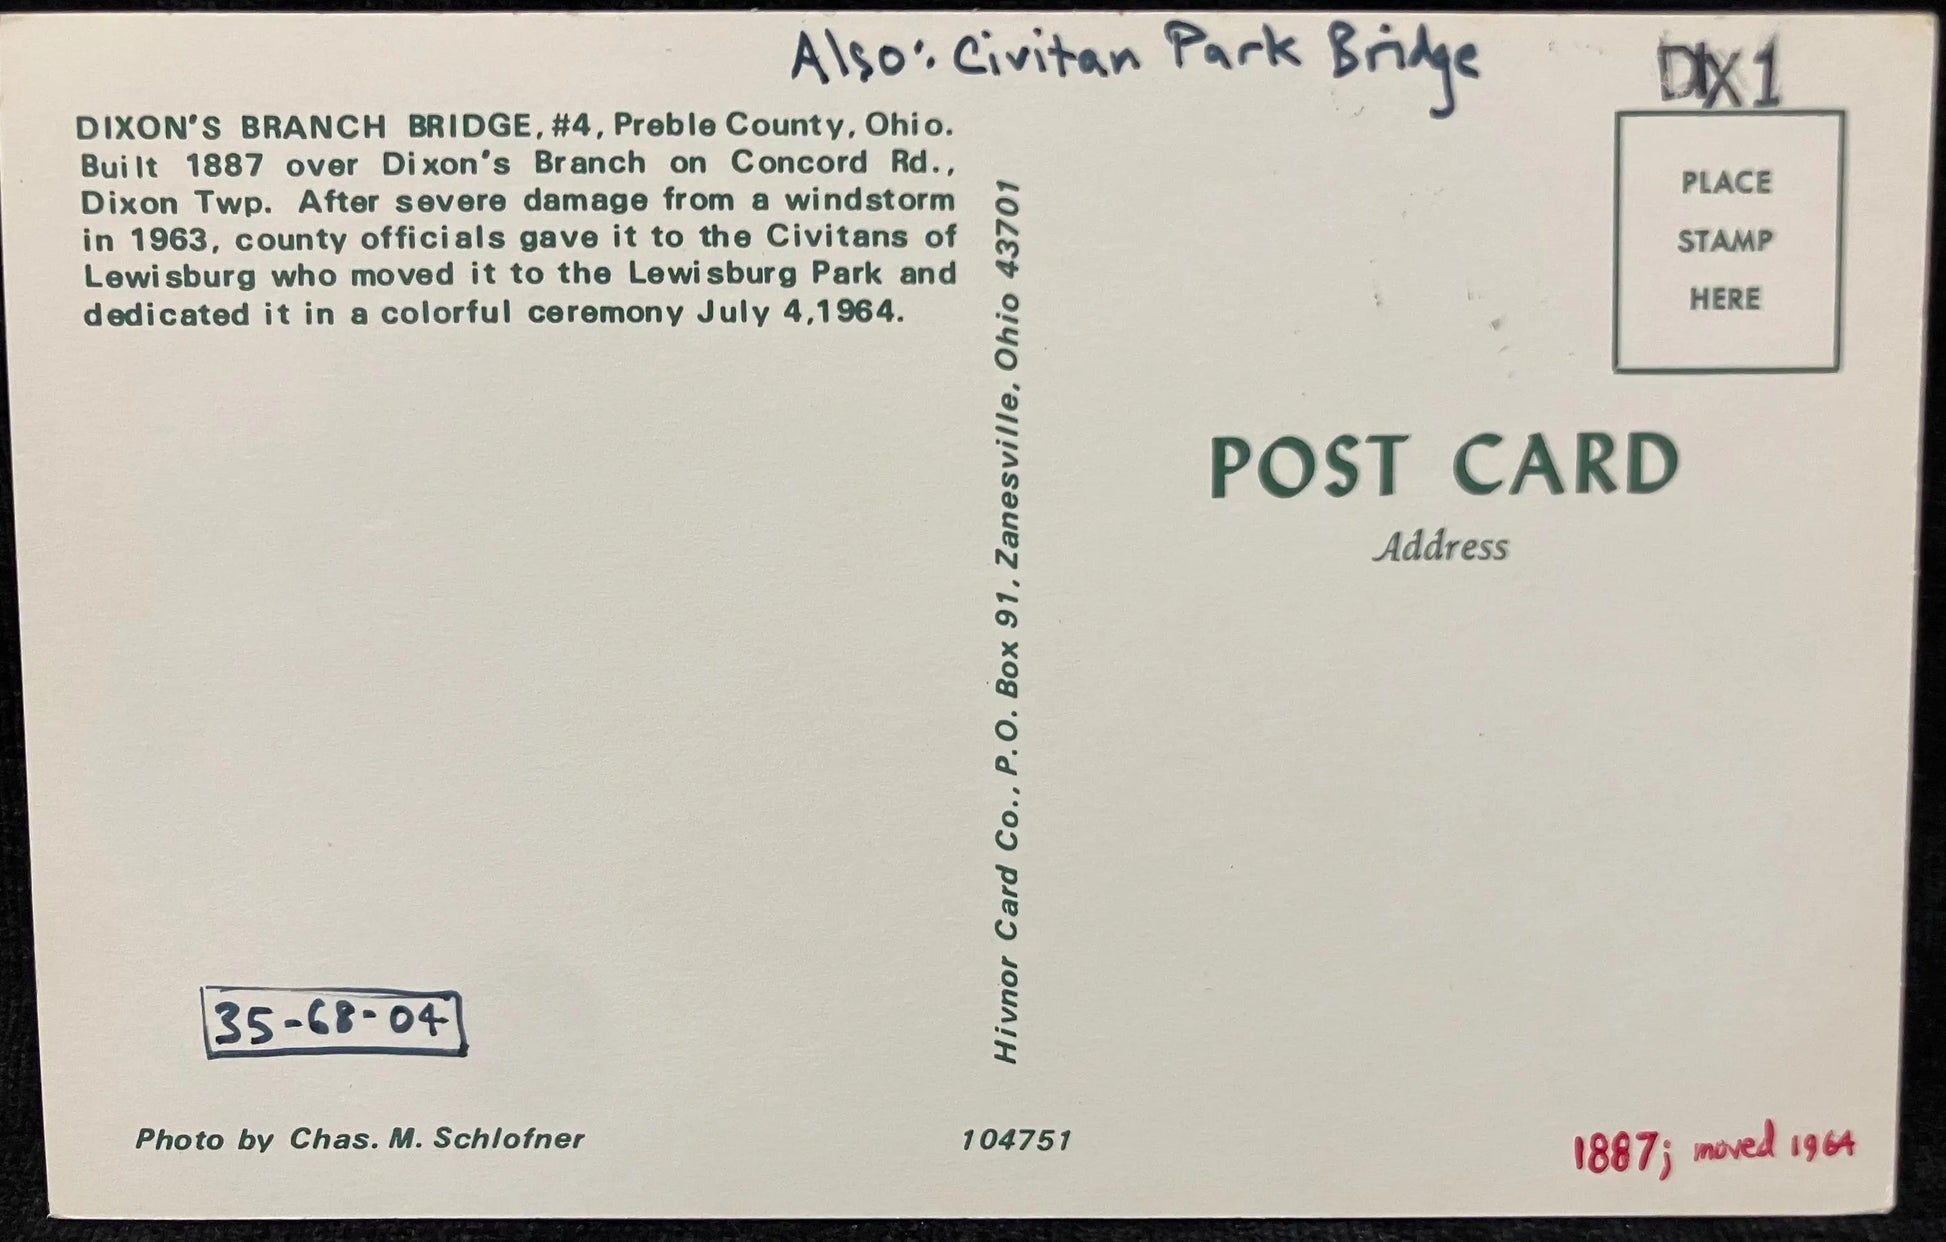 Also: Civitan Park Bridge
DIX1
DIXON'S BRANCH BRIDGE, #4, Preble County, Ohio.
Built 1887 over Dixon's Branch on Concord Rd.,
Dixon Twp. After severe damage from a windstorm
in 1963, county officials gave it to the Civitans of
Lewisburg who moved it to the Lewisburg Park and
dedicated it in a colorful ceremony July 4,1964.
Hivnor Card Co., P.O. Box 91, Zanesville, Ohio 43701
PLACE
STAMP
HERE
POST CARD
Address
35-68-04
Photo by Chas. M. Schlofner
104751
1887; moved 1964